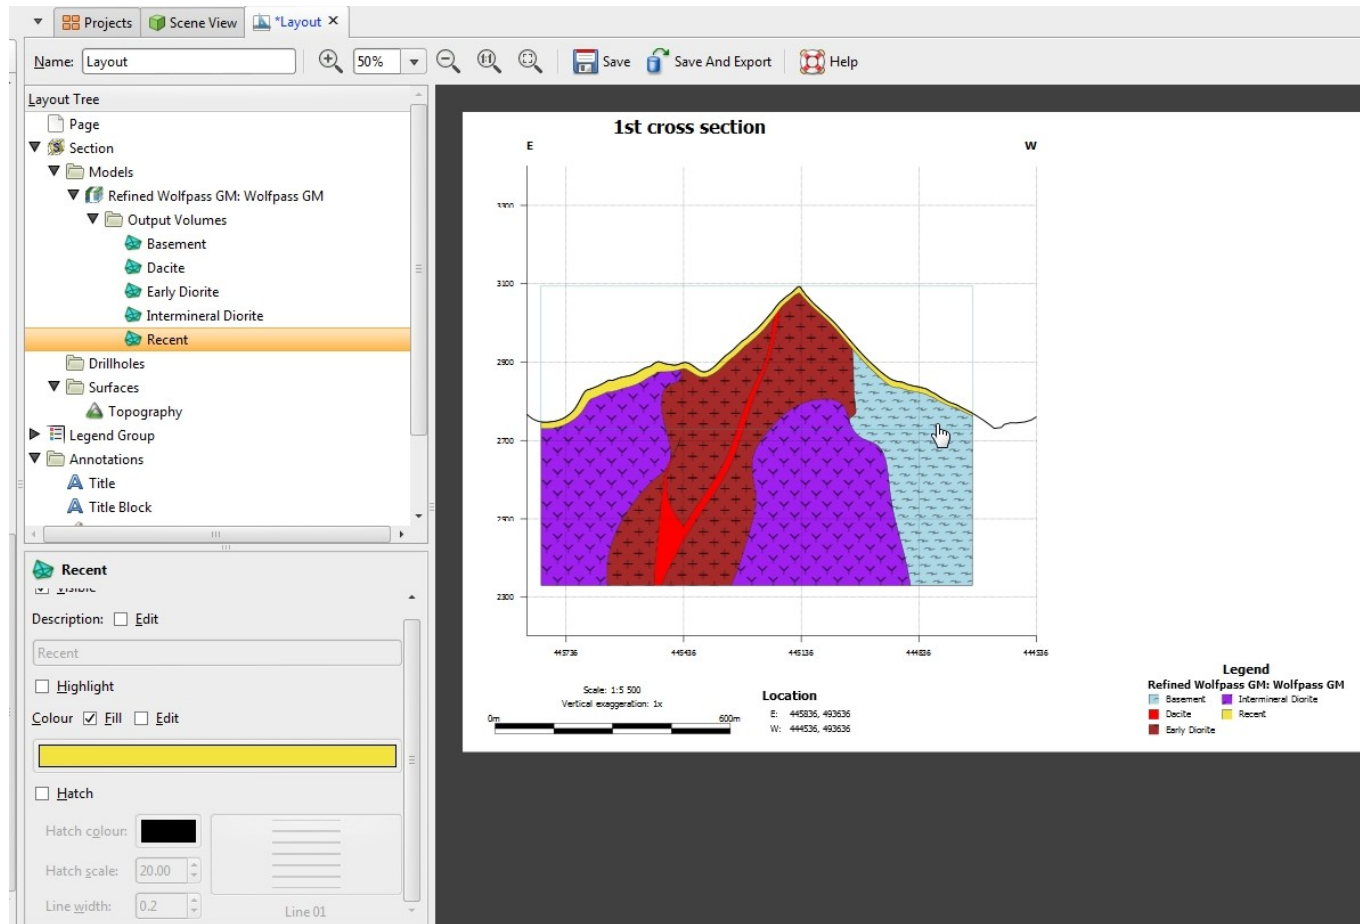 Projects Scene View *Layout
Name: Layout 50% Save Save And Export Help
Layout Tree
Page
Section
Models
Refined Wolfpass GM: Wolfpass GM
Output Volumes
Basement
Dacite
Early Diorite
Intermineral Diorite
Recent
Drillholes
Surfaces
Topography
Legend Group
Annotations
Title
Title Block
Recent
Visible
Description: Edit
Recent
Highlight
Colour Fill Edit
Hatch
Hatch colour:
Hatch scale: 20.00
Line width: 0.2
Line 01
1st cross section
E W
3300
3100
2900
2700
2500
2300
445736 445436 445136 444836 444536
Scale: 1:5 500
Vertical exaggeration: 1x
0m 600m
Location
E: 445836, 493636
W: 444536, 493636
Legend
Refined Wolfpass GM: Wolfpass GM
Basement Intermineral Diorite
Dacite Recent
Early Diorite